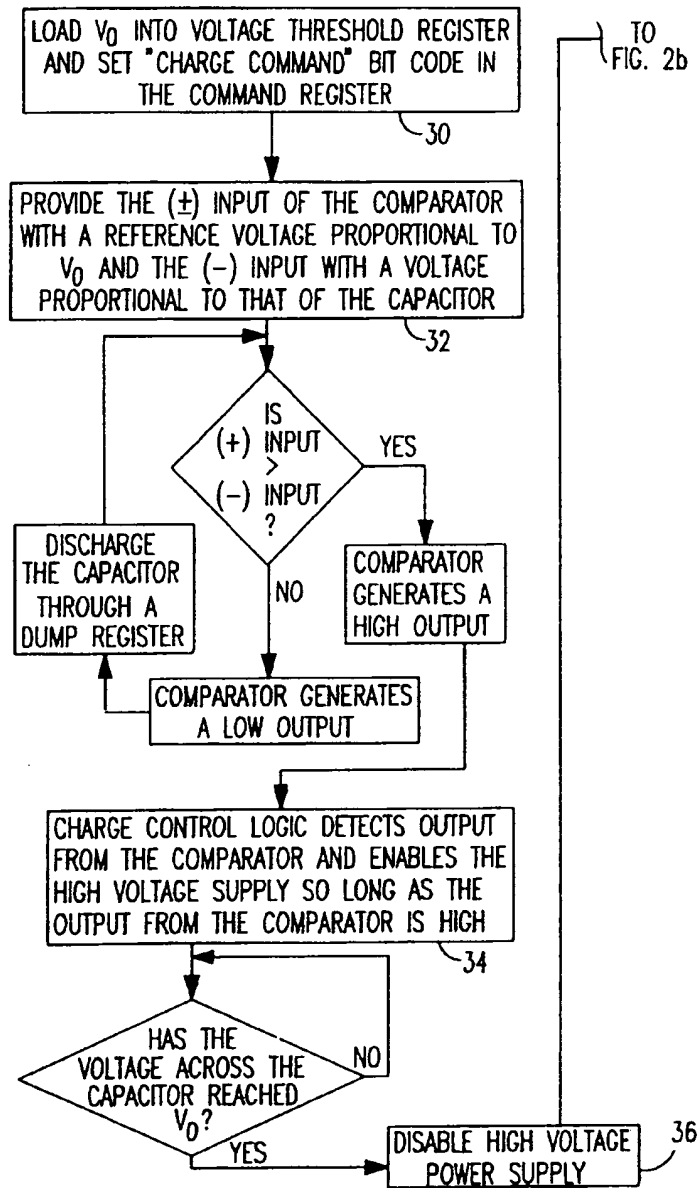 LOAD V0 INTO VOLTAGE THRESHOLD REGISTER
AND SET "CHARGE COMMAND" BIT CODE IN
THE COMMAND REGISTER
30
TO
FIG. 2b
PROVIDE THE (±) INPUT OF THE COMPARATOR
WITH A REFERENCE VOLTAGE PROPORTIONAL TO
V0 AND THE (−) INPUT WITH A VOLTAGE
PROPORTIONAL TO THAT OF THE CAPACITOR
32
IS
(+) INPUT
>
(−) INPUT
?
YES
NO
DISCHARGE
THE CAPACITOR
THROUGH A
DUMP REGISTER
COMPARATOR
GENERATES A
HIGH OUTPUT
COMPARATOR GENERATES
A LOW OUTPUT
CHARGE CONTROL LOGIC DETECTS OUTPUT
FROM THE COMPARATOR AND ENABLES THE
HIGH VOLTAGE SUPPLY SO LONG AS THE
OUTPUT FROM THE COMPARATOR IS HIGH
34
HAS THE
VOLTAGE ACROSS THE
CAPACITOR REACHED
V0?
NO
YES
DISABLE HIGH VOLTAGE
POWER SUPPLY
36